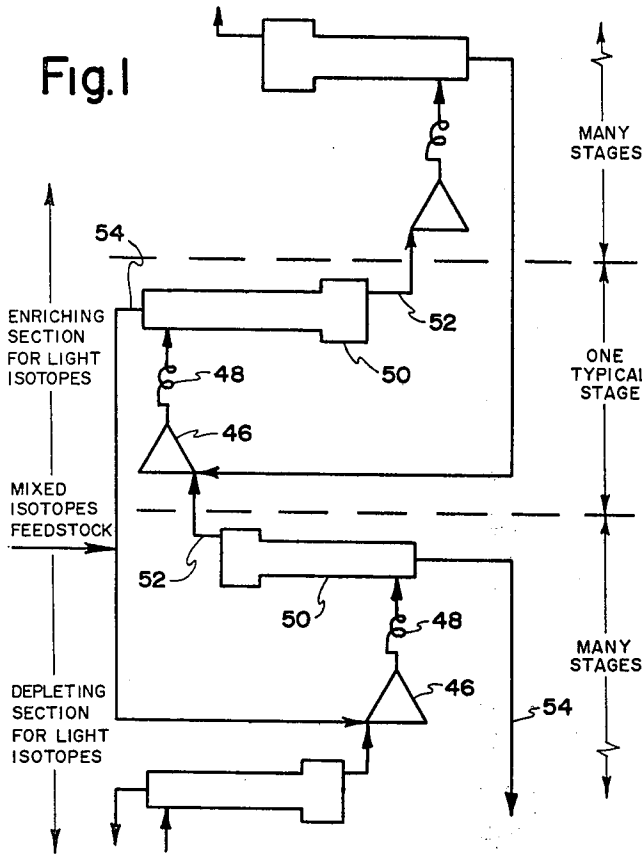 Fig.1
MANY
STAGES
54
52
ENRICHING
SECTION
FOR LIGHT
ISOTOPES
50
48
ONE
TYPICAL
STAGE
46
MIXED
ISOTOPES
FEEDSTOCK
52
50
48
MANY
STAGES
46
54
DEPLETING
SECTION
FOR LIGHT
ISOTOPES